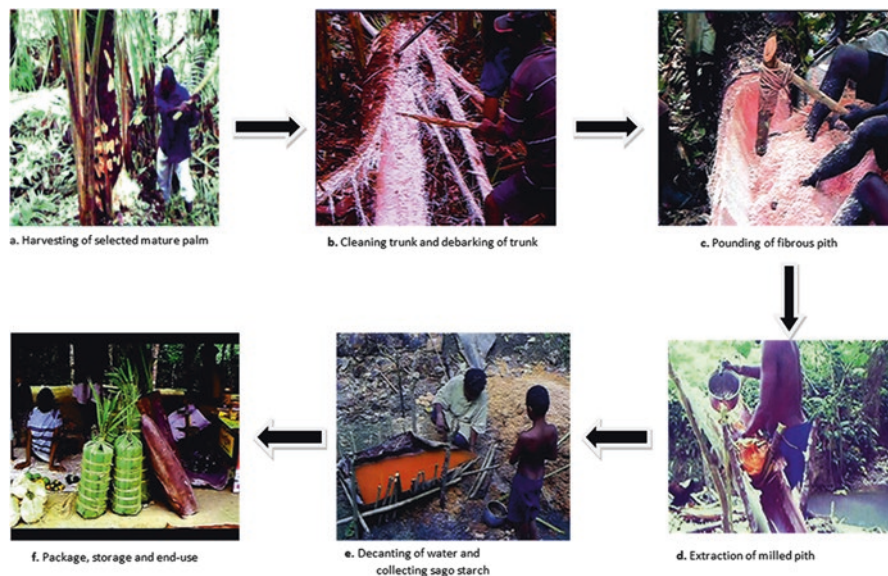 a. Harvesting of selected mature palm
b. Cleaning trunk and debarking of trunk
c. Pounding of fibrous pith
d. Extraction of milled pith
e. Decanting of water and
collecting sago starch
f. Package, storage and end-use